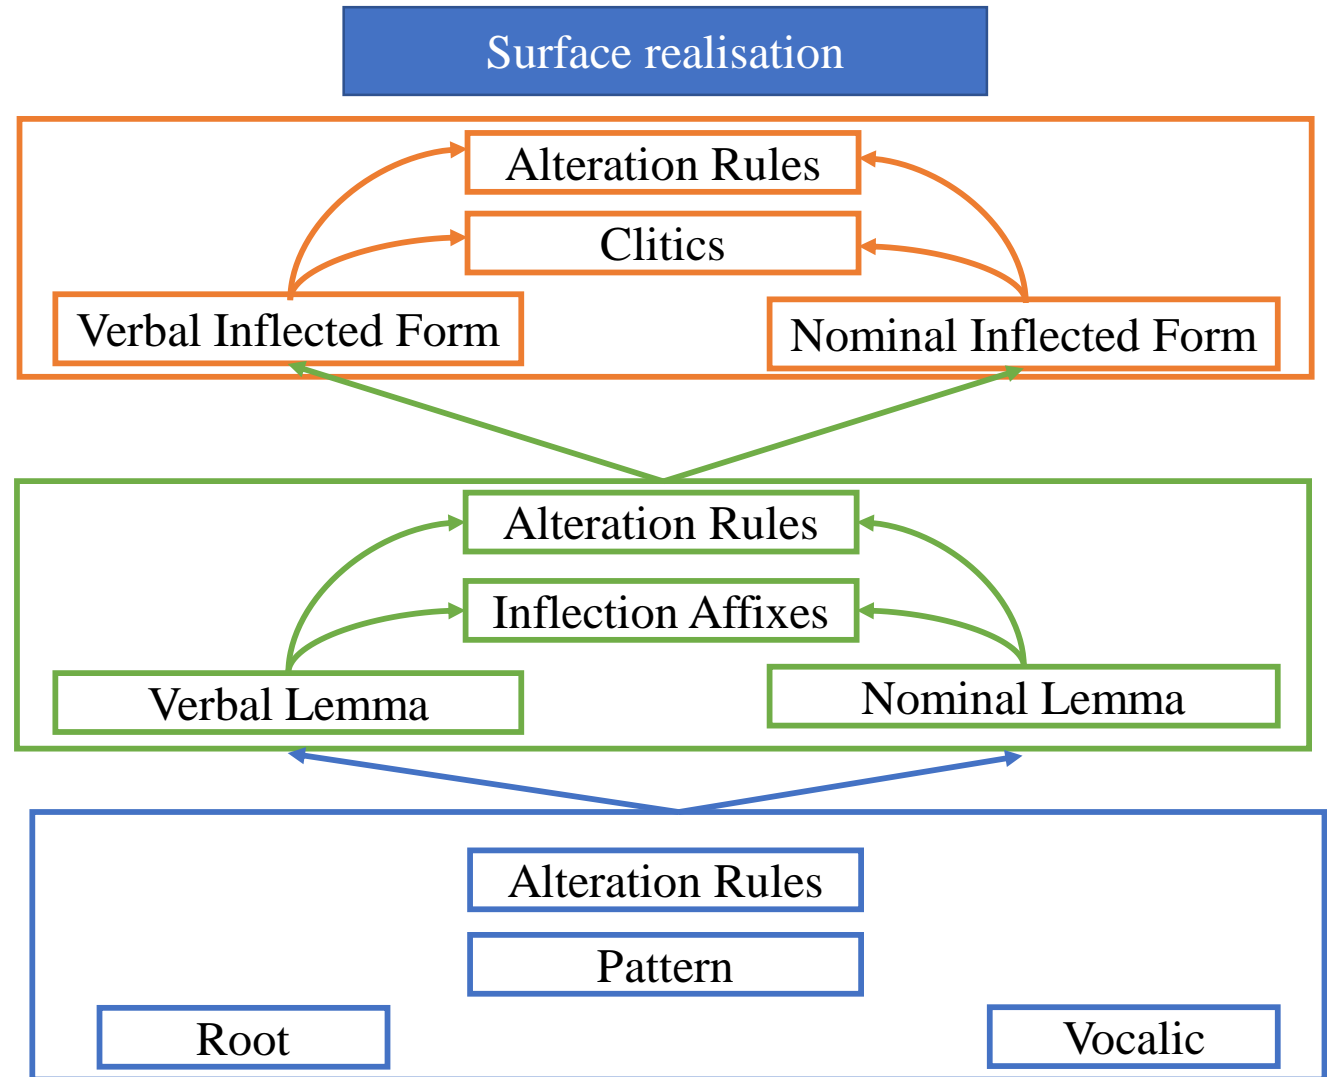 Surface realisation
Alteration Rules
Clitics
Verbal Inflected Form
Nominal Inflected Form
Alteration Rules
Inflection Affixes
Verbal Lemma
Nominal Lemma
Alteration Rules
Pattern
Root
Vocalic